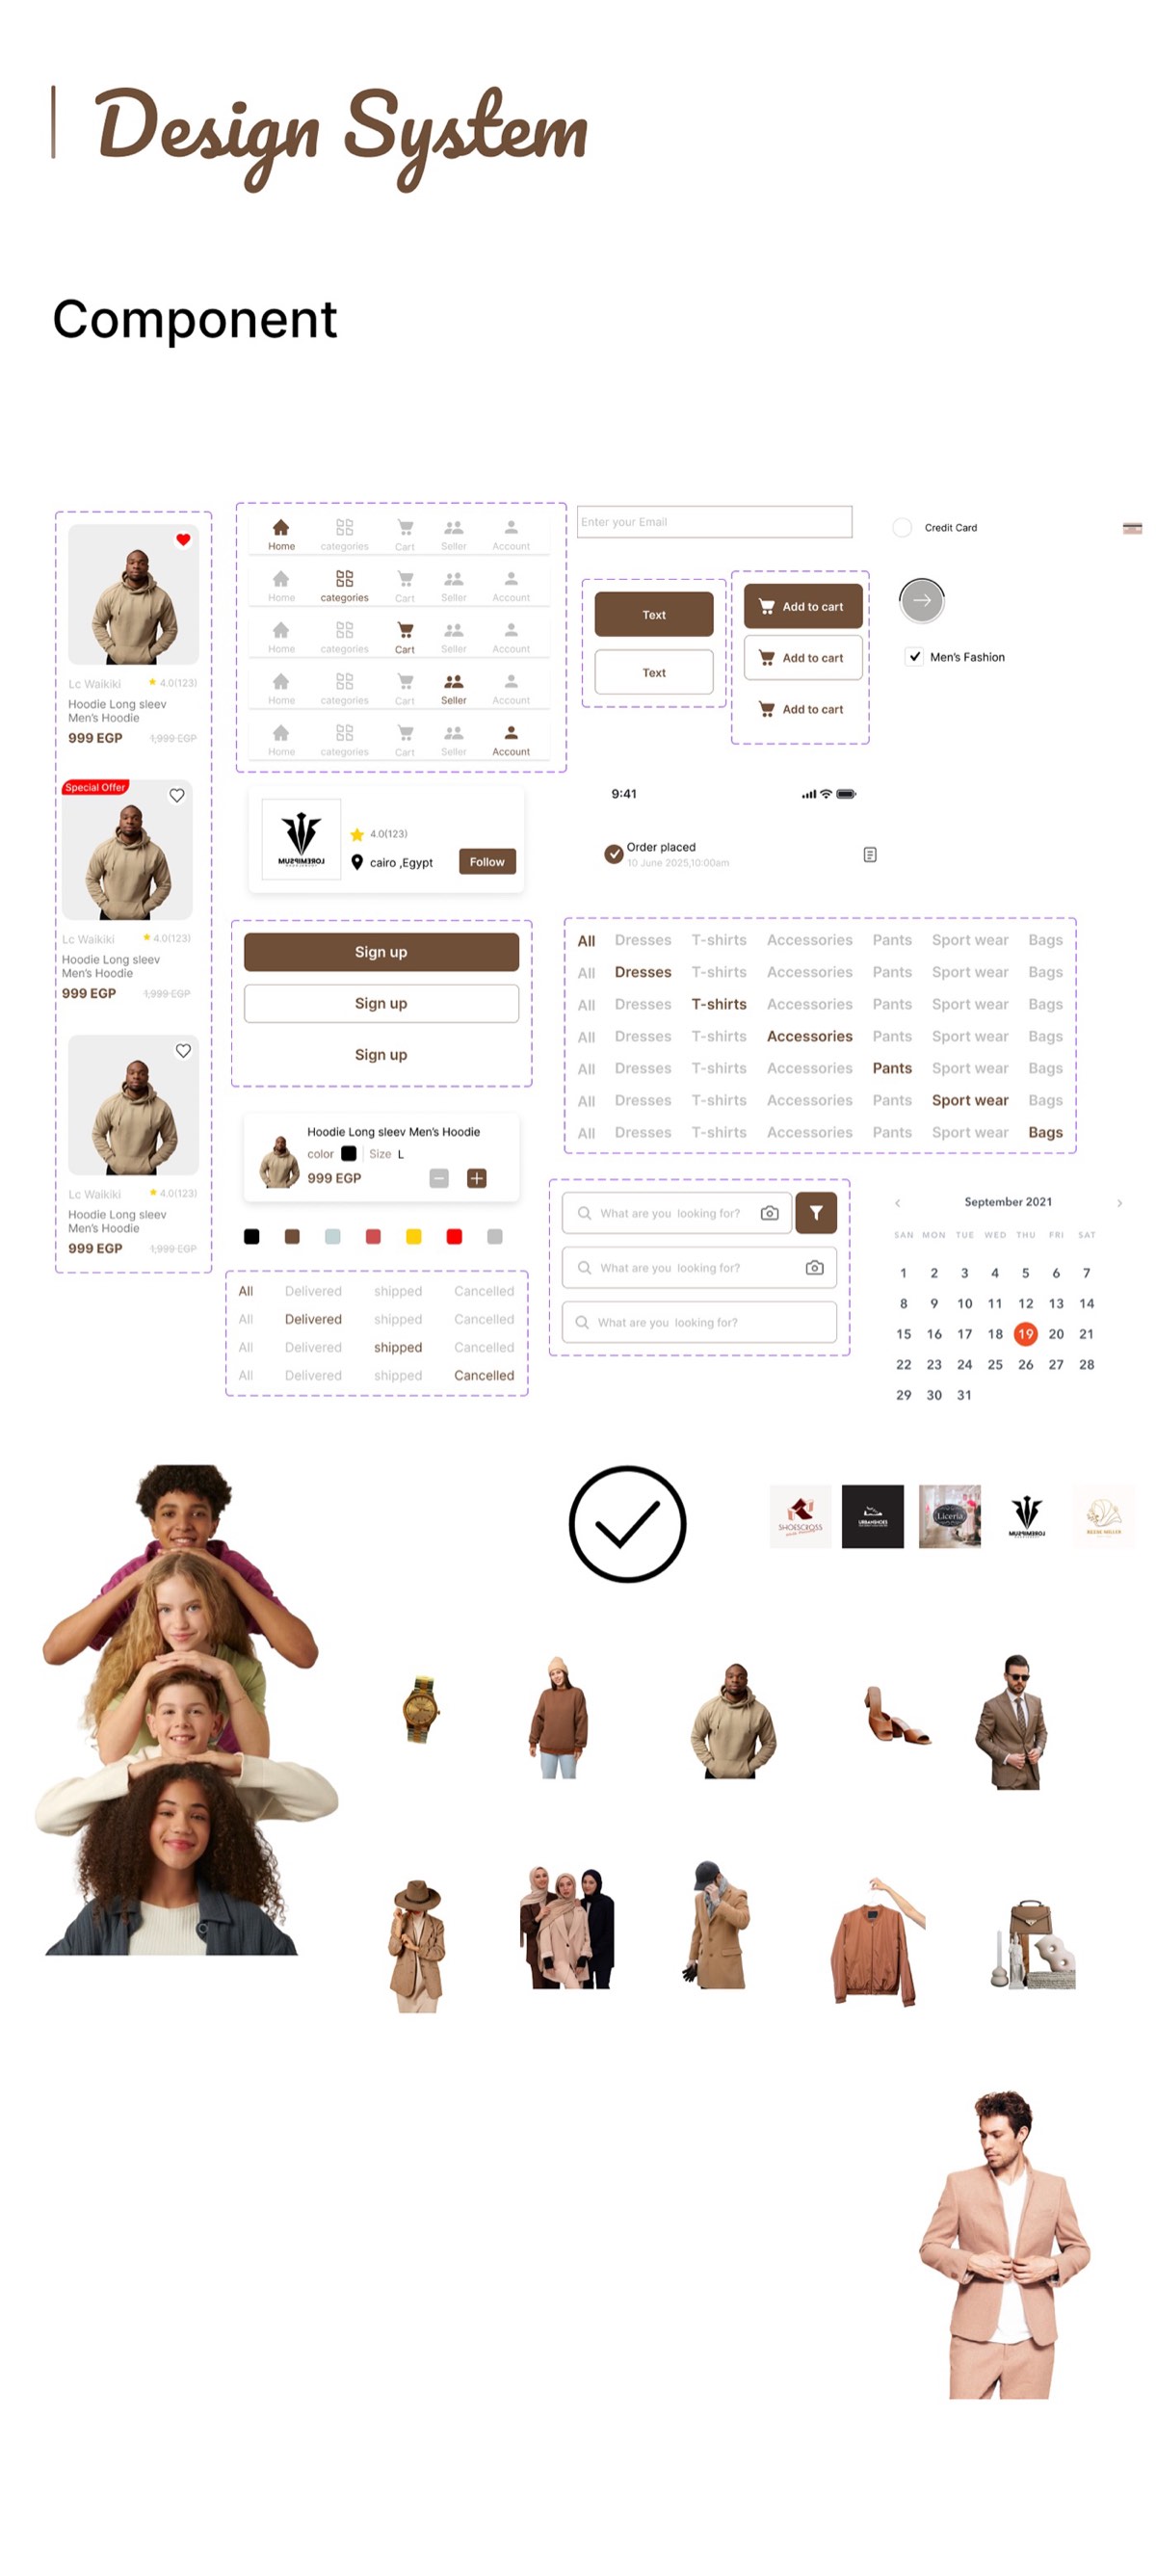 Design System
Component
Lc Waikiki 4.0(123)
Hoodie Long sleev
Men's Hoodie
999 EGP 1,999 EGP
Special Offer
Lc Waikiki 4.0(123)
Hoodie Long sleev
Men's Hoodie
999 EGP 1,999 EGP
Lc Waikiki 4.0(123)
Hoodie Long sleev
Men's Hoodie
999 EGP 1,999 EGP
Home categories Cart Seller Account
Home categories Cart Seller Account
Home categories Cart Seller Account
Home categories Cart Seller Account
Home categories Cart Seller Account
Enter your Email
Credit Card
Text
Text
Add to cart
Add to cart
Add to cart
Men's Fashion
LOREMIPSUM
4.0(123)
cairo ,Egypt
Follow
9:41
Order placed
10 June 2025,10:00am
Sign up
Sign up
Sign up
All Dresses T-shirts Accessories Pants Sport wear Bags
All Dresses T-shirts Accessories Pants Sport wear Bags
All Dresses T-shirts Accessories Pants Sport wear Bags
All Dresses T-shirts Accessories Pants Sport wear Bags
All Dresses T-shirts Accessories Pants Sport wear Bags
All Dresses T-shirts Accessories Pants Sport wear Bags
All Dresses T-shirts Accessories Pants Sport wear Bags
Hoodie Long sleev Men's Hoodie
color Size L
999 EGP
All Delivered shipped Cancelled
All Delivered shipped Cancelled
All Delivered shipped Cancelled
All Delivered shipped Cancelled
What are you looking for?
What are you looking for?
What are you looking for?
September 2021
SAN MON TUE WED THU FRI SAT
1 2 3 4 5 6 7
8 9 10 11 12 13 14
15 16 17 18 19 20 21
22 23 24 25 26 27 28
29 30 31
SHOESCROSS
URBANSHOES
Liceria
LOREMIPSUM